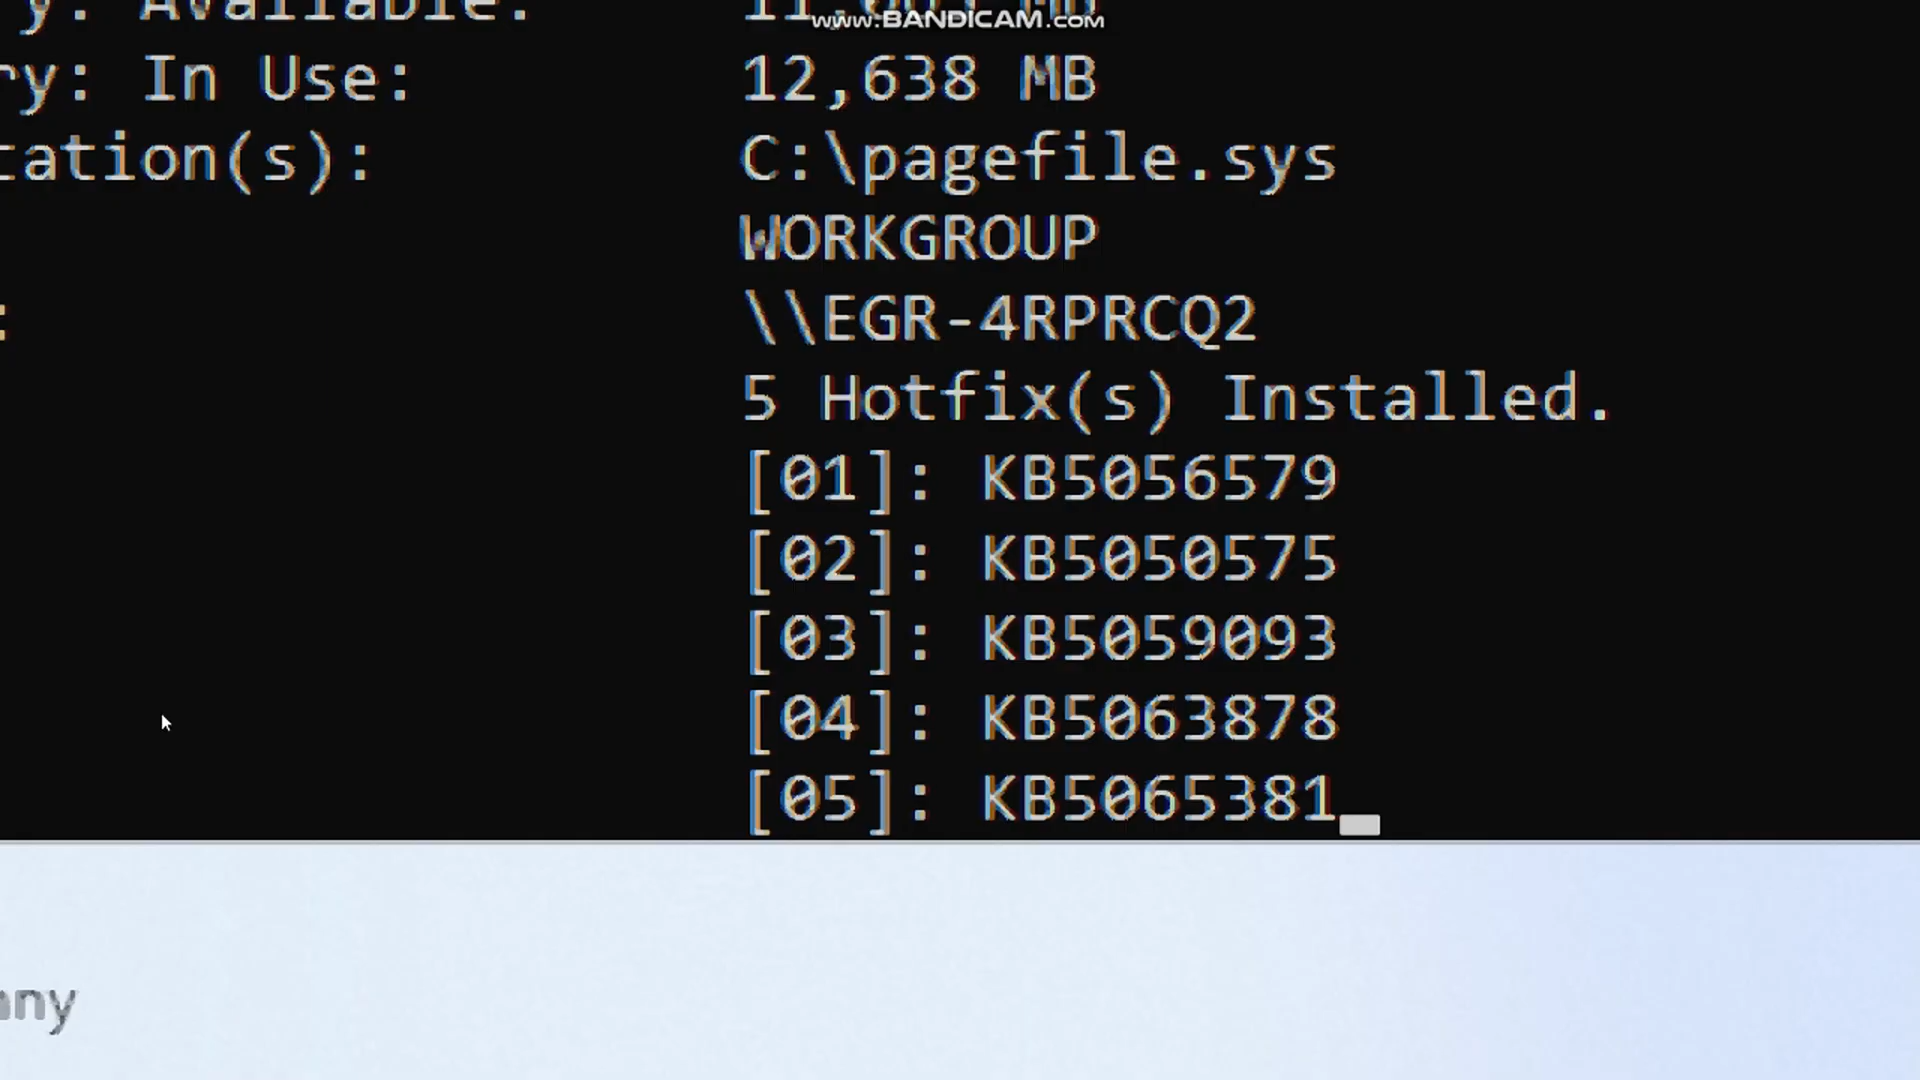 y: Available:
www.BANDICAM.com
ry: In Use: 12,638 MB
cation(s): C:\pagefile.sys
WORKGROUP
: \\EGR-4RPRCQ2
5 Hotfix(s) Installed.
[01]: KB5056579
[02]: KB5050575
[03]: KB5059093
[04]: KB5063878
[05]: KB5065381
any